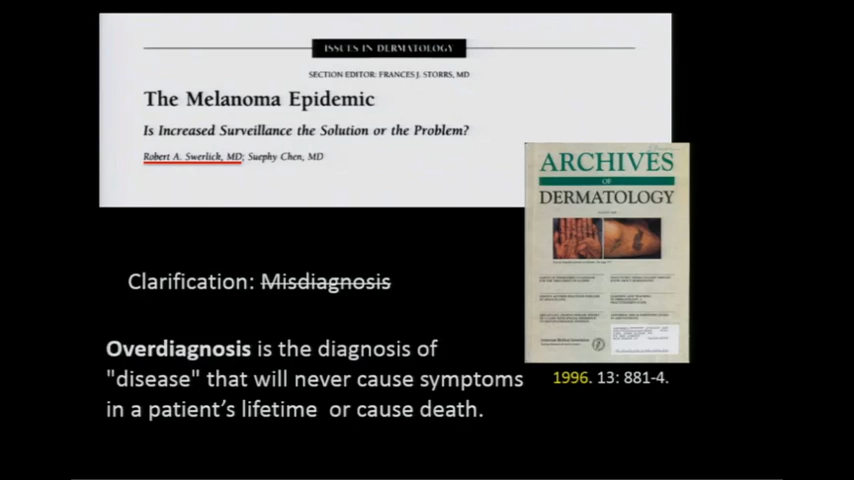 ISSUES IN DERMATOLOGY
SECTION EDITOR: FRANCES J. STORRS, MD
The Melanoma Epidemic
Is Increased Surveillance the Solution or the Problem?
Robert A. Swerlick, MD; Suephy Chen, MD
ARCHIVES
OF
DERMATOLOGY
Clarification: Misdiagnosis
Overdiagnosis is the diagnosis of
"disease" that will never cause symptoms
in a patient's lifetime or cause death.
1996. 13: 881-4.